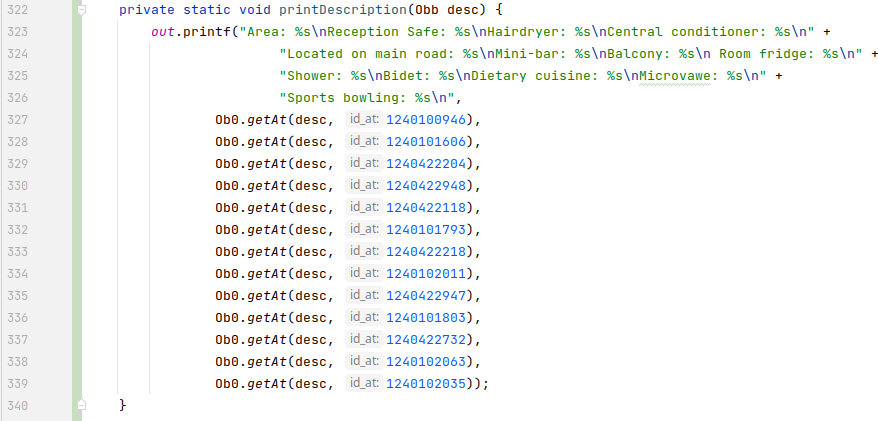 322 private static void printDescription(Obb desc) {
323 out.printf("Area: %s\nReception Safe: %s\nHairdryer: %s\nCentral conditioner: %s\n" +
324 "Located on main road: %s\nMini-bar: %s\nBalcony: %s\n Room fridge: %s\n" +
325 "Shower: %s\nBidet: %s\nDietary cuisine: %s\nMicrovawe: %s\n" +
326 "Sports bowling: %s\n",
327 Ob0.getAt(desc, id_at: 1240100946),
328 Ob0.getAt(desc, id_at: 1240101606),
329 Ob0.getAt(desc, id_at: 1240422204),
330 Ob0.getAt(desc, id_at: 1240422948),
331 Ob0.getAt(desc, id_at: 1240422118),
332 Ob0.getAt(desc, id_at: 1240101793),
333 Ob0.getAt(desc, id_at: 1240422218),
334 Ob0.getAt(desc, id_at: 1240102011),
335 Ob0.getAt(desc, id_at: 1240422947),
336 Ob0.getAt(desc, id_at: 1240101803),
337 Ob0.getAt(desc, id_at: 1240422732),
338 Ob0.getAt(desc, id_at: 1240102063),
339 Ob0.getAt(desc, id_at: 1240102035));
340 }